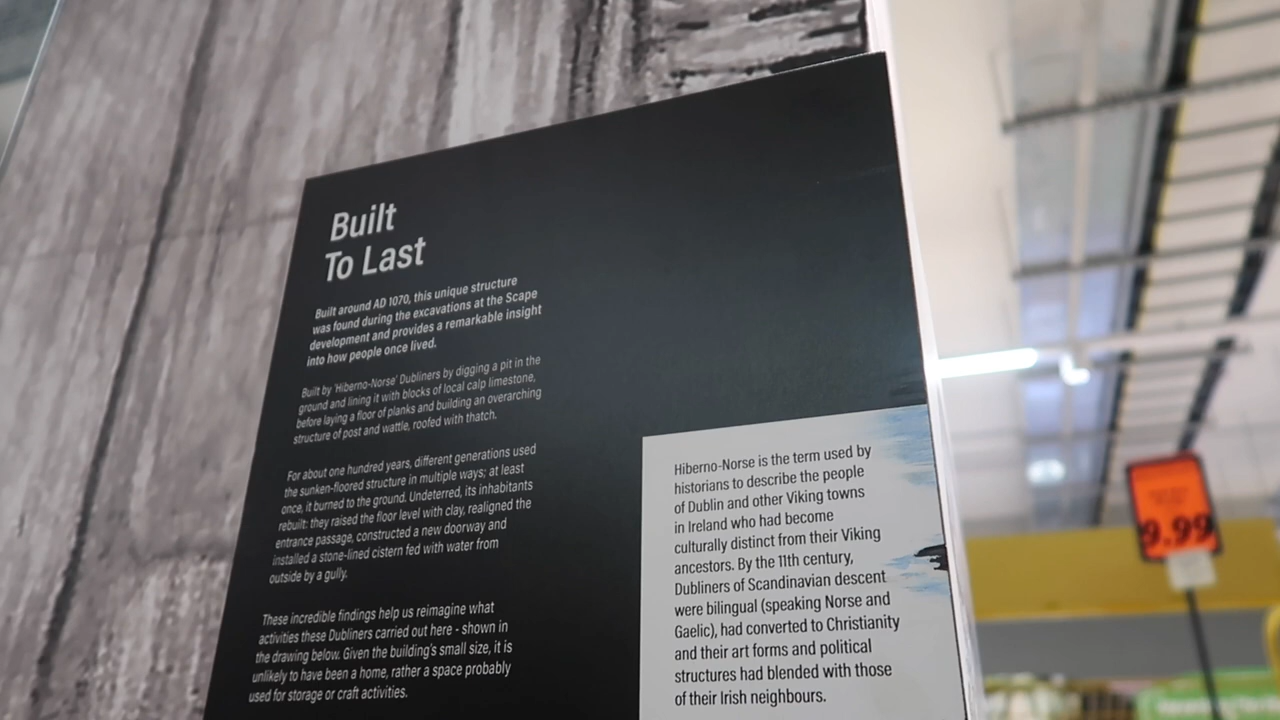 Built
To Last
Built around AD 1070, this unique structure
was found during the excavations at the Scape
development and provides a remarkable insight
into how people once lived.
Built by 'Hiberno-Norse' Dubliners by digging a pit in the
ground and lining it with blocks of local calp limestone,
before laying a floor of planks and building an overarching
structure of post and wattle, roofed with thatch.
For about one hundred years, different generations used
the sunken-floored structure in multiple ways; at least
once, it burned to the ground. Undeterred, its inhabitants
rebuilt: they raised the floor level with clay, realigned the
entrance passage, constructed a new doorway and
installed a stone-lined cistern fed with water from
outside by a gully.
These incredible findings help us reimagine what
activities these Dubliners carried out here - shown in
the drawing below. Given the building's small size, it is
unlikely to have been a home, rather a space probably
used for storage or craft activities.
Hiberno-Norse is the term used by
historians to describe the people
of Dublin and other Viking towns
in Ireland who had become
culturally distinct from their Viking
ancestors. By the 11th century,
Dubliners of Scandinavian descent
were bilingual (speaking Norse and
Gaelic), had converted to Christianity
and their art forms and political
structures had blended with those
of their Irish neighbours.
9.99